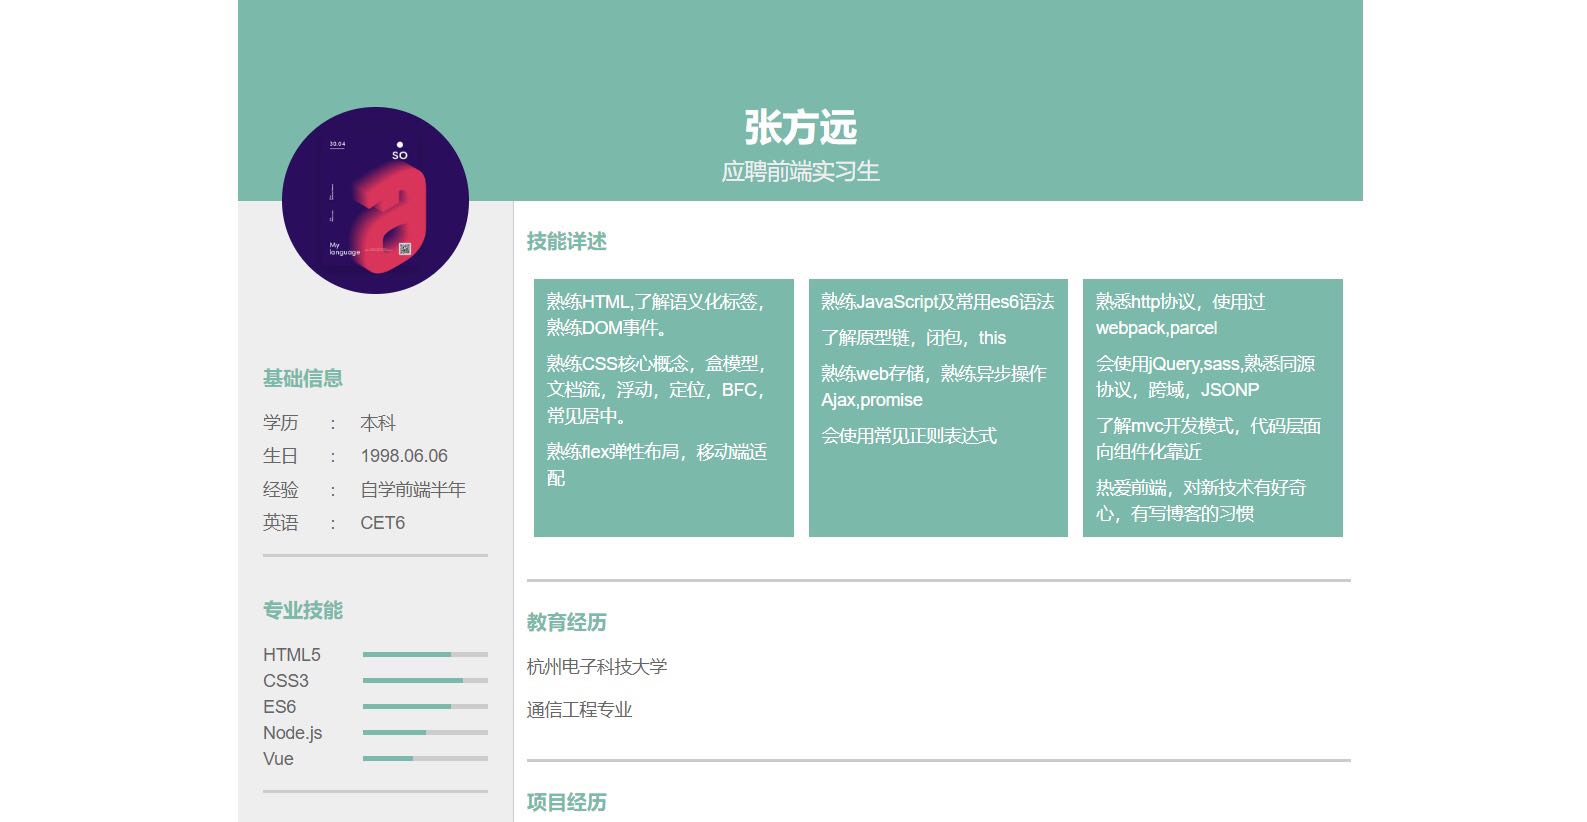 张方远
应聘前端实习生
30.04
SO
My
language
基础信息
学历 : 本科
生日 : 1998.06.06
经验 : 自学前端半年
英语 : CET6
专业技能
HTML5
CSS3
ES6
Node.js
Vue
技能详述
熟练HTML,了解语义化标签，
熟练DOM事件。
熟练CSS核心概念，盒模型，
文档流，浮动，定位，BFC，
常见居中。
熟练flex弹性布局，移动端适
配
熟练JavaScript及常用es6语法
了解原型链，闭包，this
熟练web存储，熟练异步操作
Ajax,promise
会使用常见正则表达式
熟悉http协议，使用过
webpack,parcel
会使用jQuery,sass,熟悉同源
协议，跨域，JSONP
了解mvc开发模式，代码层面
向组件化靠近
热爱前端，对新技术有好奇
心，有写博客的习惯
教育经历
杭州电子科技大学
通信工程专业
项目经历